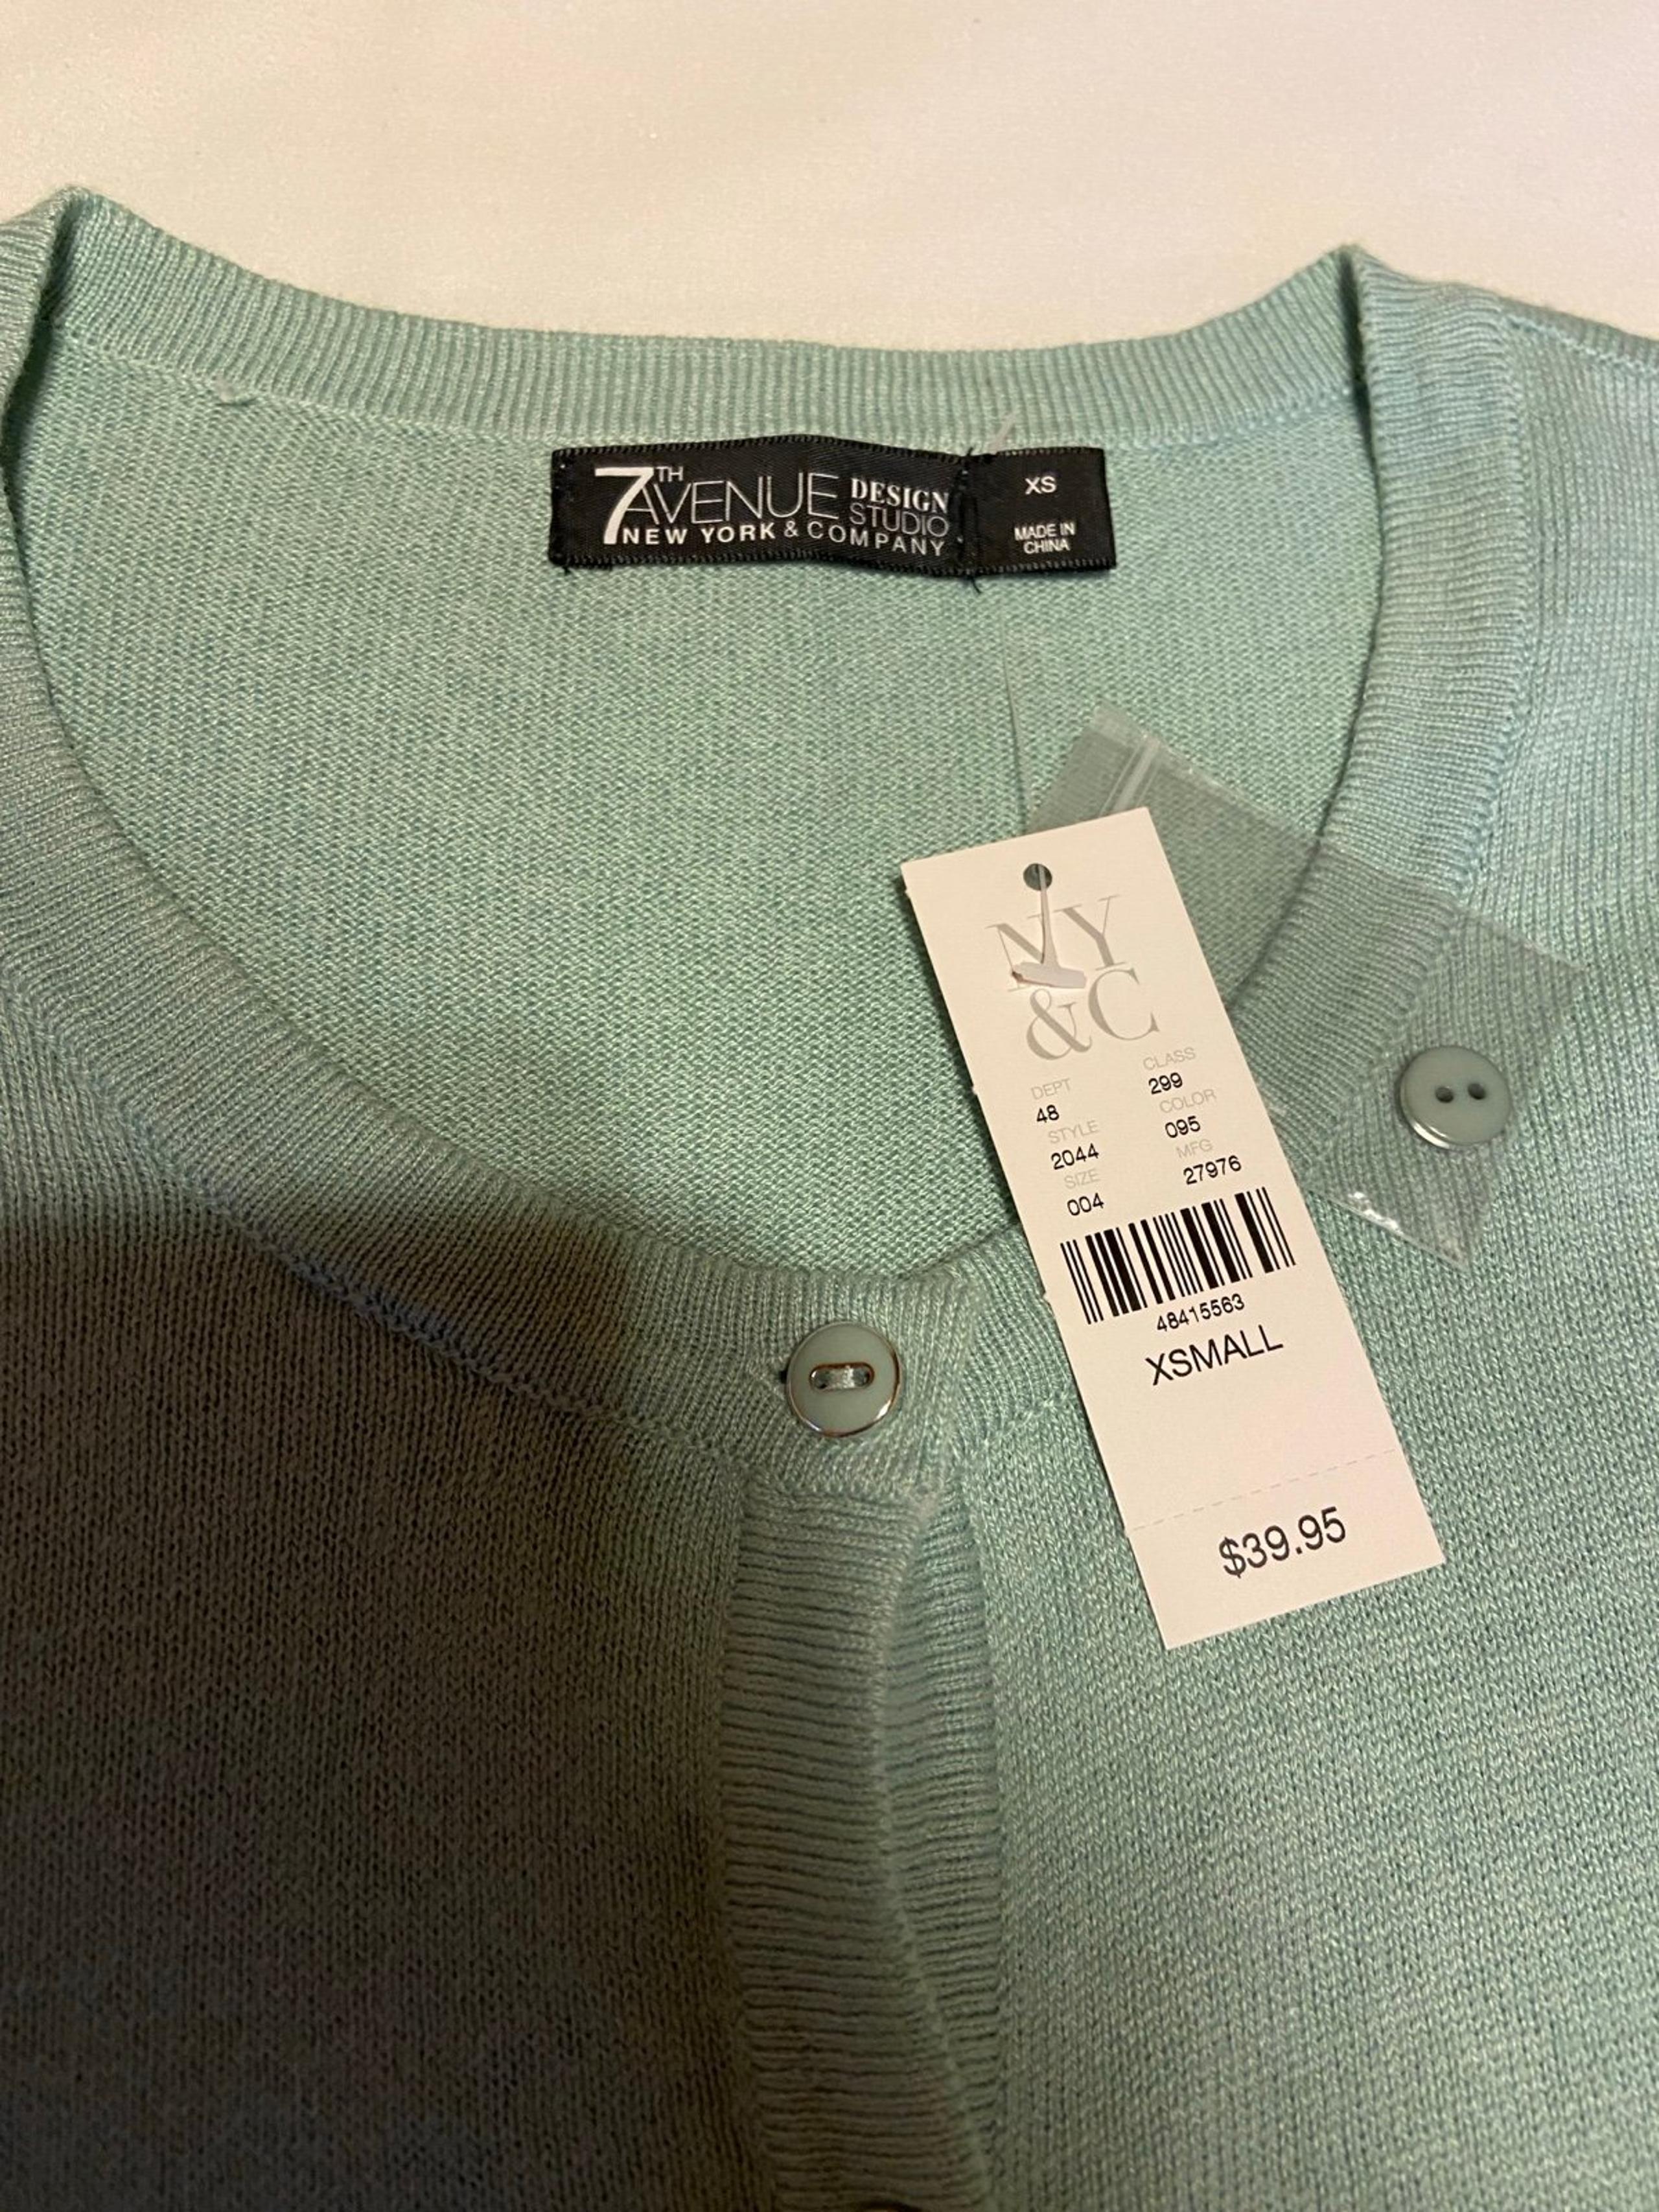 7TH AVENUE DESIGN STUDIO
NEW YORK & COMPANY
XS
MADE IN
CHINA
NY
&C
DEPT CLASS
48 299
STYLE COLOR
2044 095
SIZE MFG
004 27976
48415563
XSMALL
$39.95